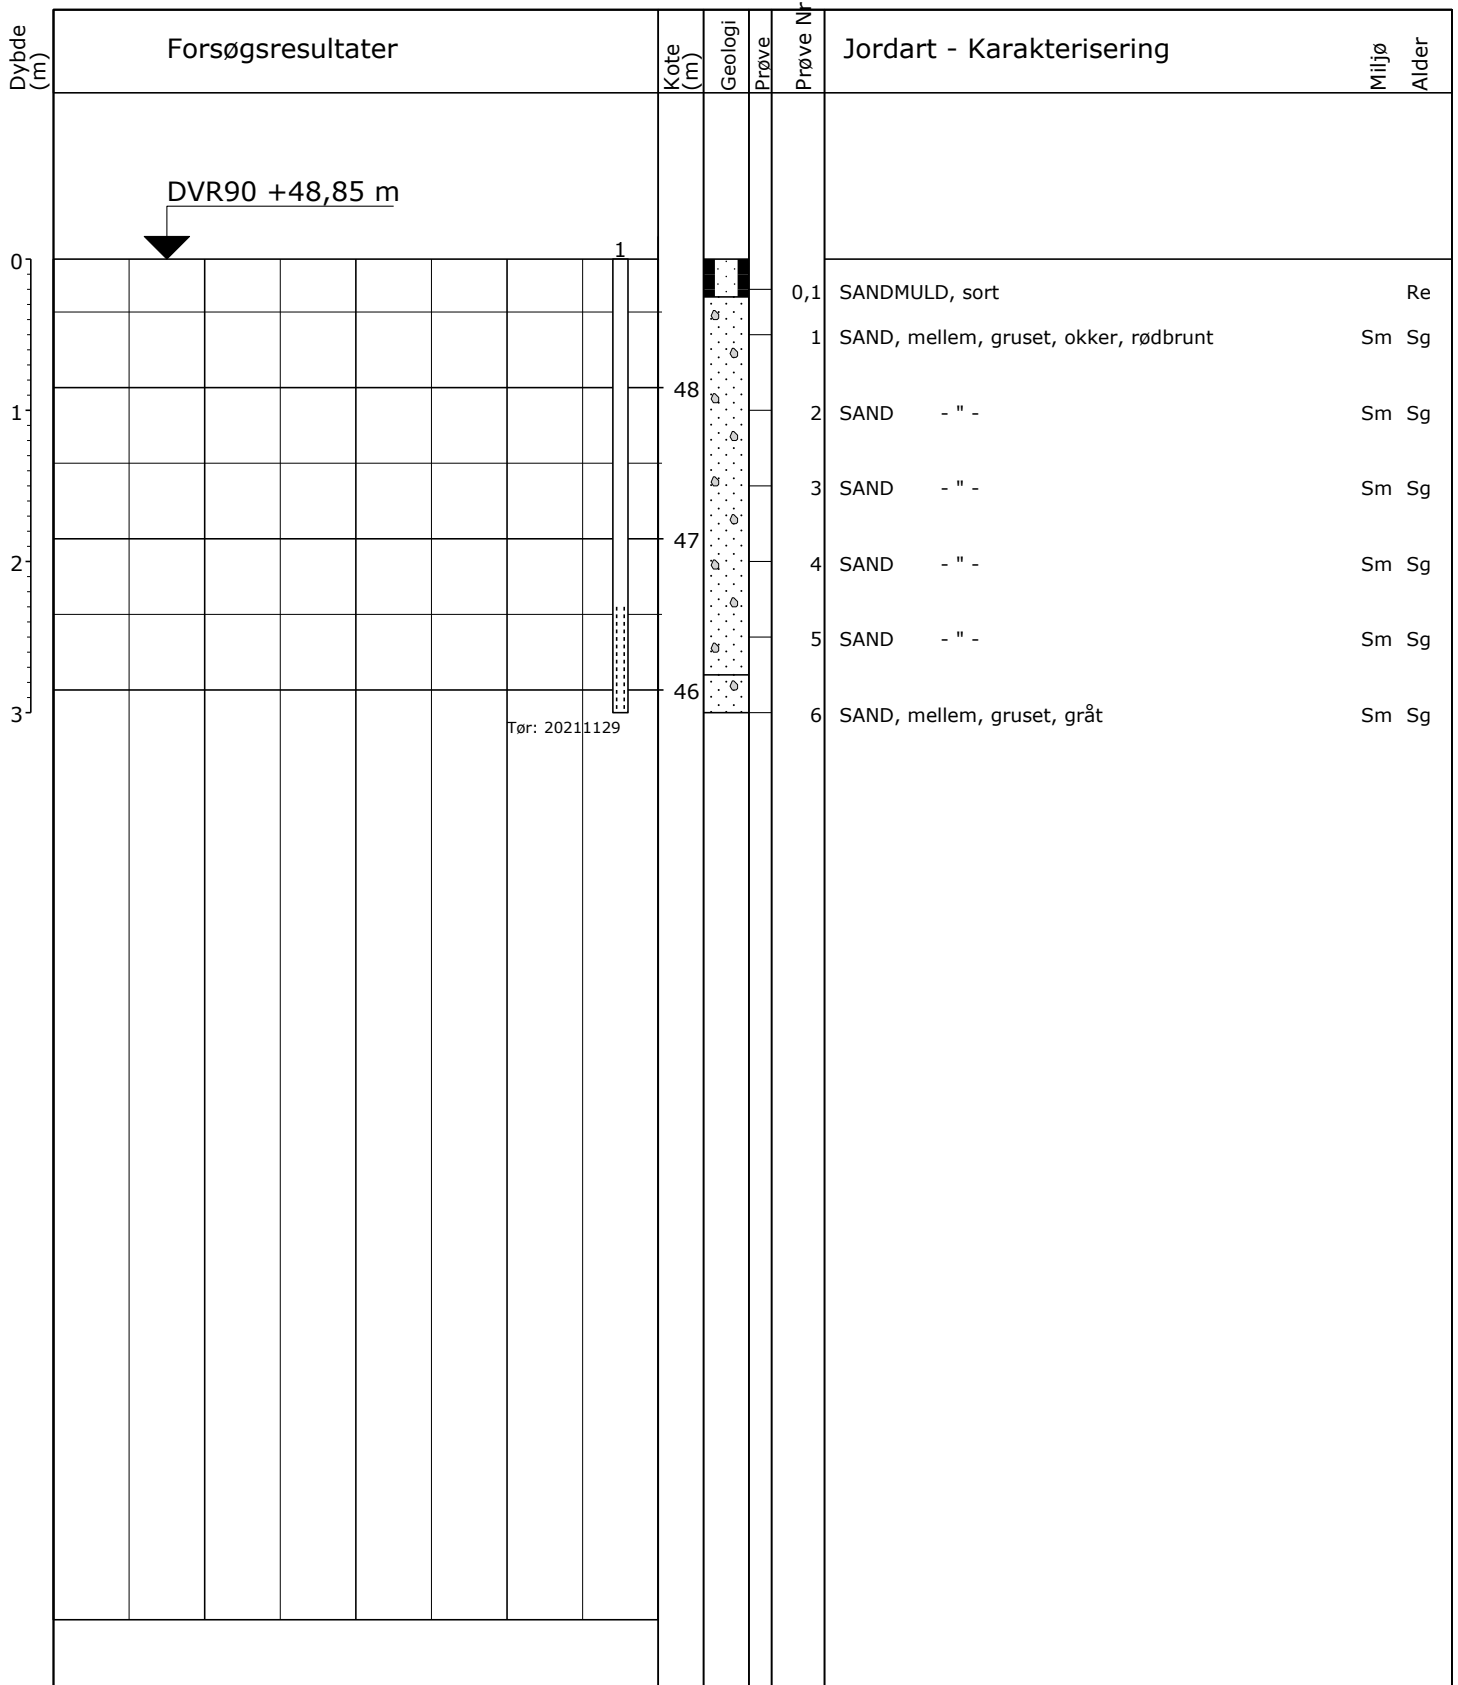 Dybde
(m)
Forsøgsresultater
Kote
(m)
Geologi
Prøve
Prøve Nr
Jordart - Karakterisering
Miljø
Alder
DVR90 +48,85 m
1
0
0,1 SANDMULD, sort Re
1 SAND, mellem, gruset, okker, rødbrunt Sm Sg
48
1
2 SAND - " - Sm Sg
3 SAND - " - Sm Sg
47
2
4 SAND - " - Sm Sg
5 SAND - " - Sm Sg
46
3
6 SAND, mellem, gruset, gråt Sm Sg
Tør: 20211129